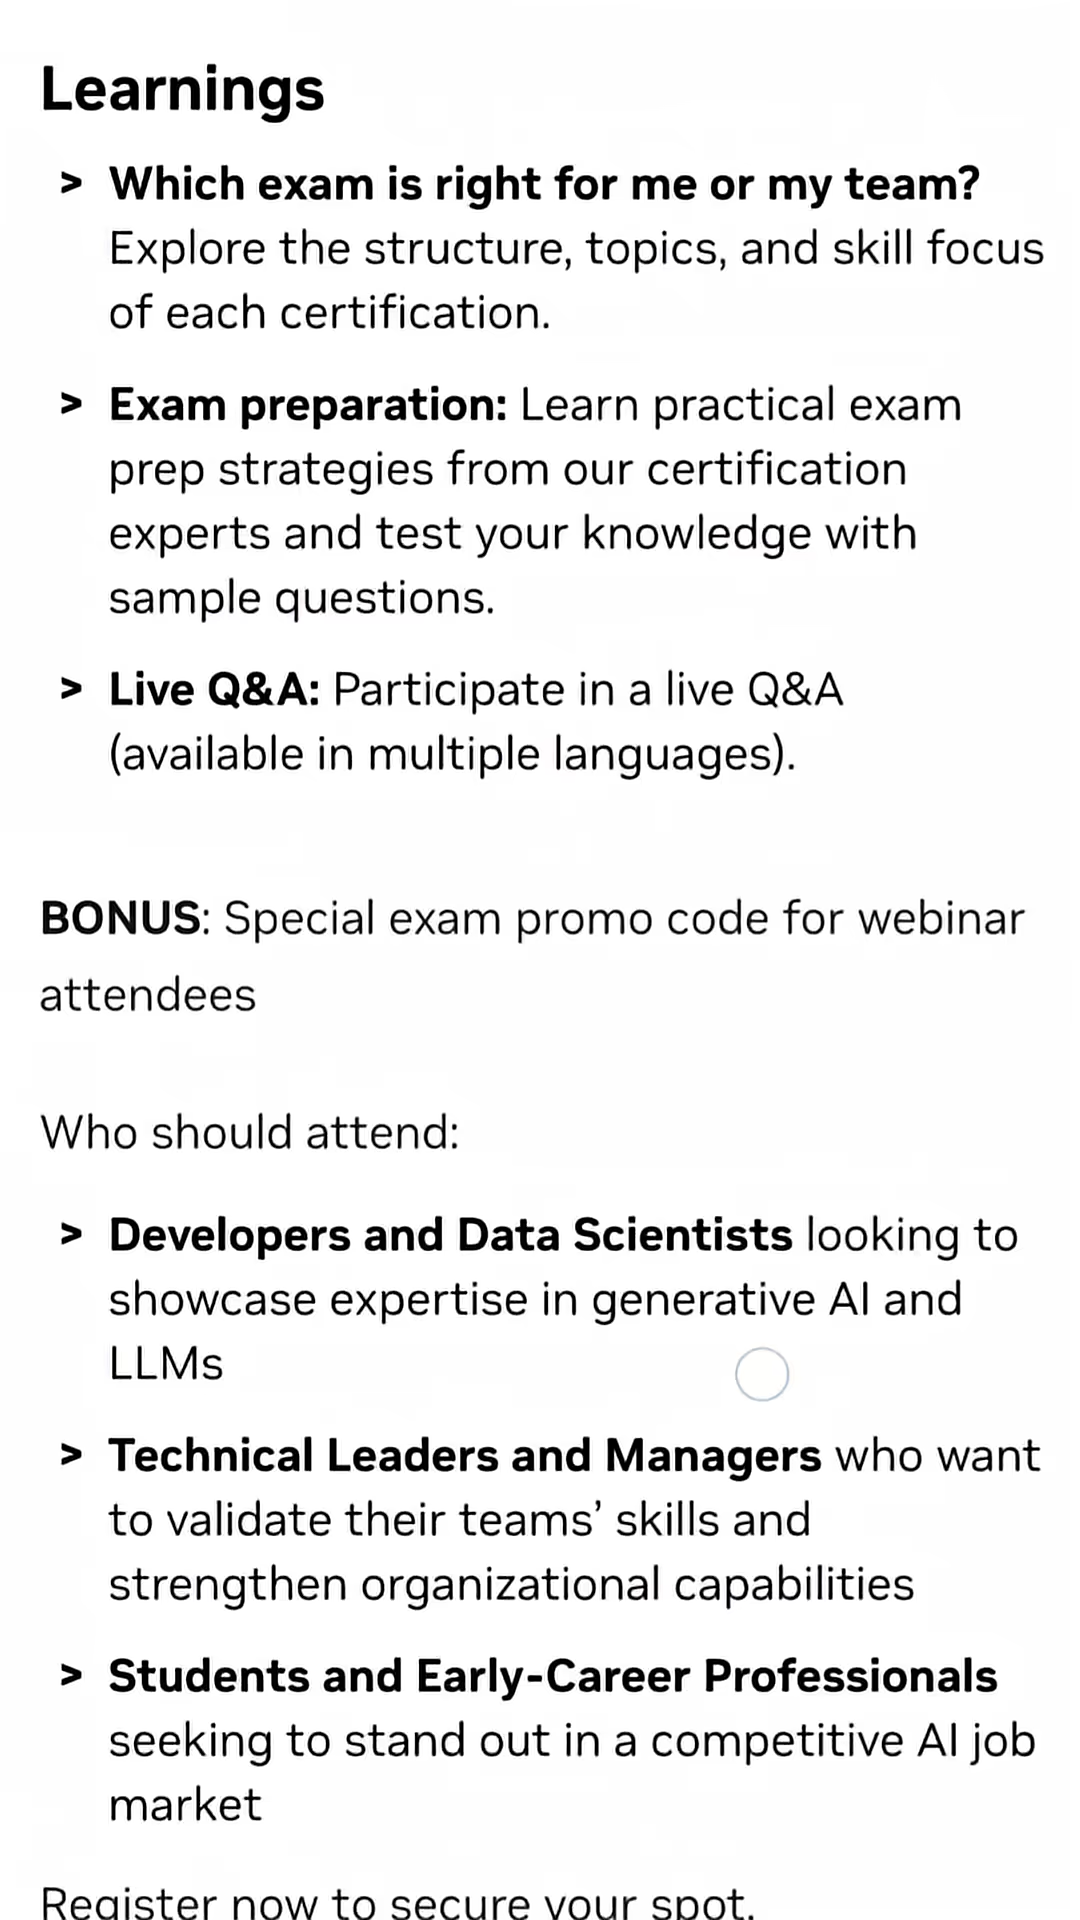 Learnings
> Which exam is right for me or my team?
Explore the structure, topics, and skill focus
of each certification.
> Exam preparation: Learn practical exam
prep strategies from our certification
experts and test your knowledge with
sample questions.
> Live Q&A: Participate in a live Q&A
(available in multiple languages).
BONUS: Special exam promo code for webinar
attendees
Who should attend:
> Developers and Data Scientists looking to
showcase expertise in generative AI and
LLMs
> Technical Leaders and Managers who want
to validate their teams’ skills and
strengthen organizational capabilities
> Students and Early-Career Professionals
seeking to stand out in a competitive AI job
market
Register now to secure your spot.